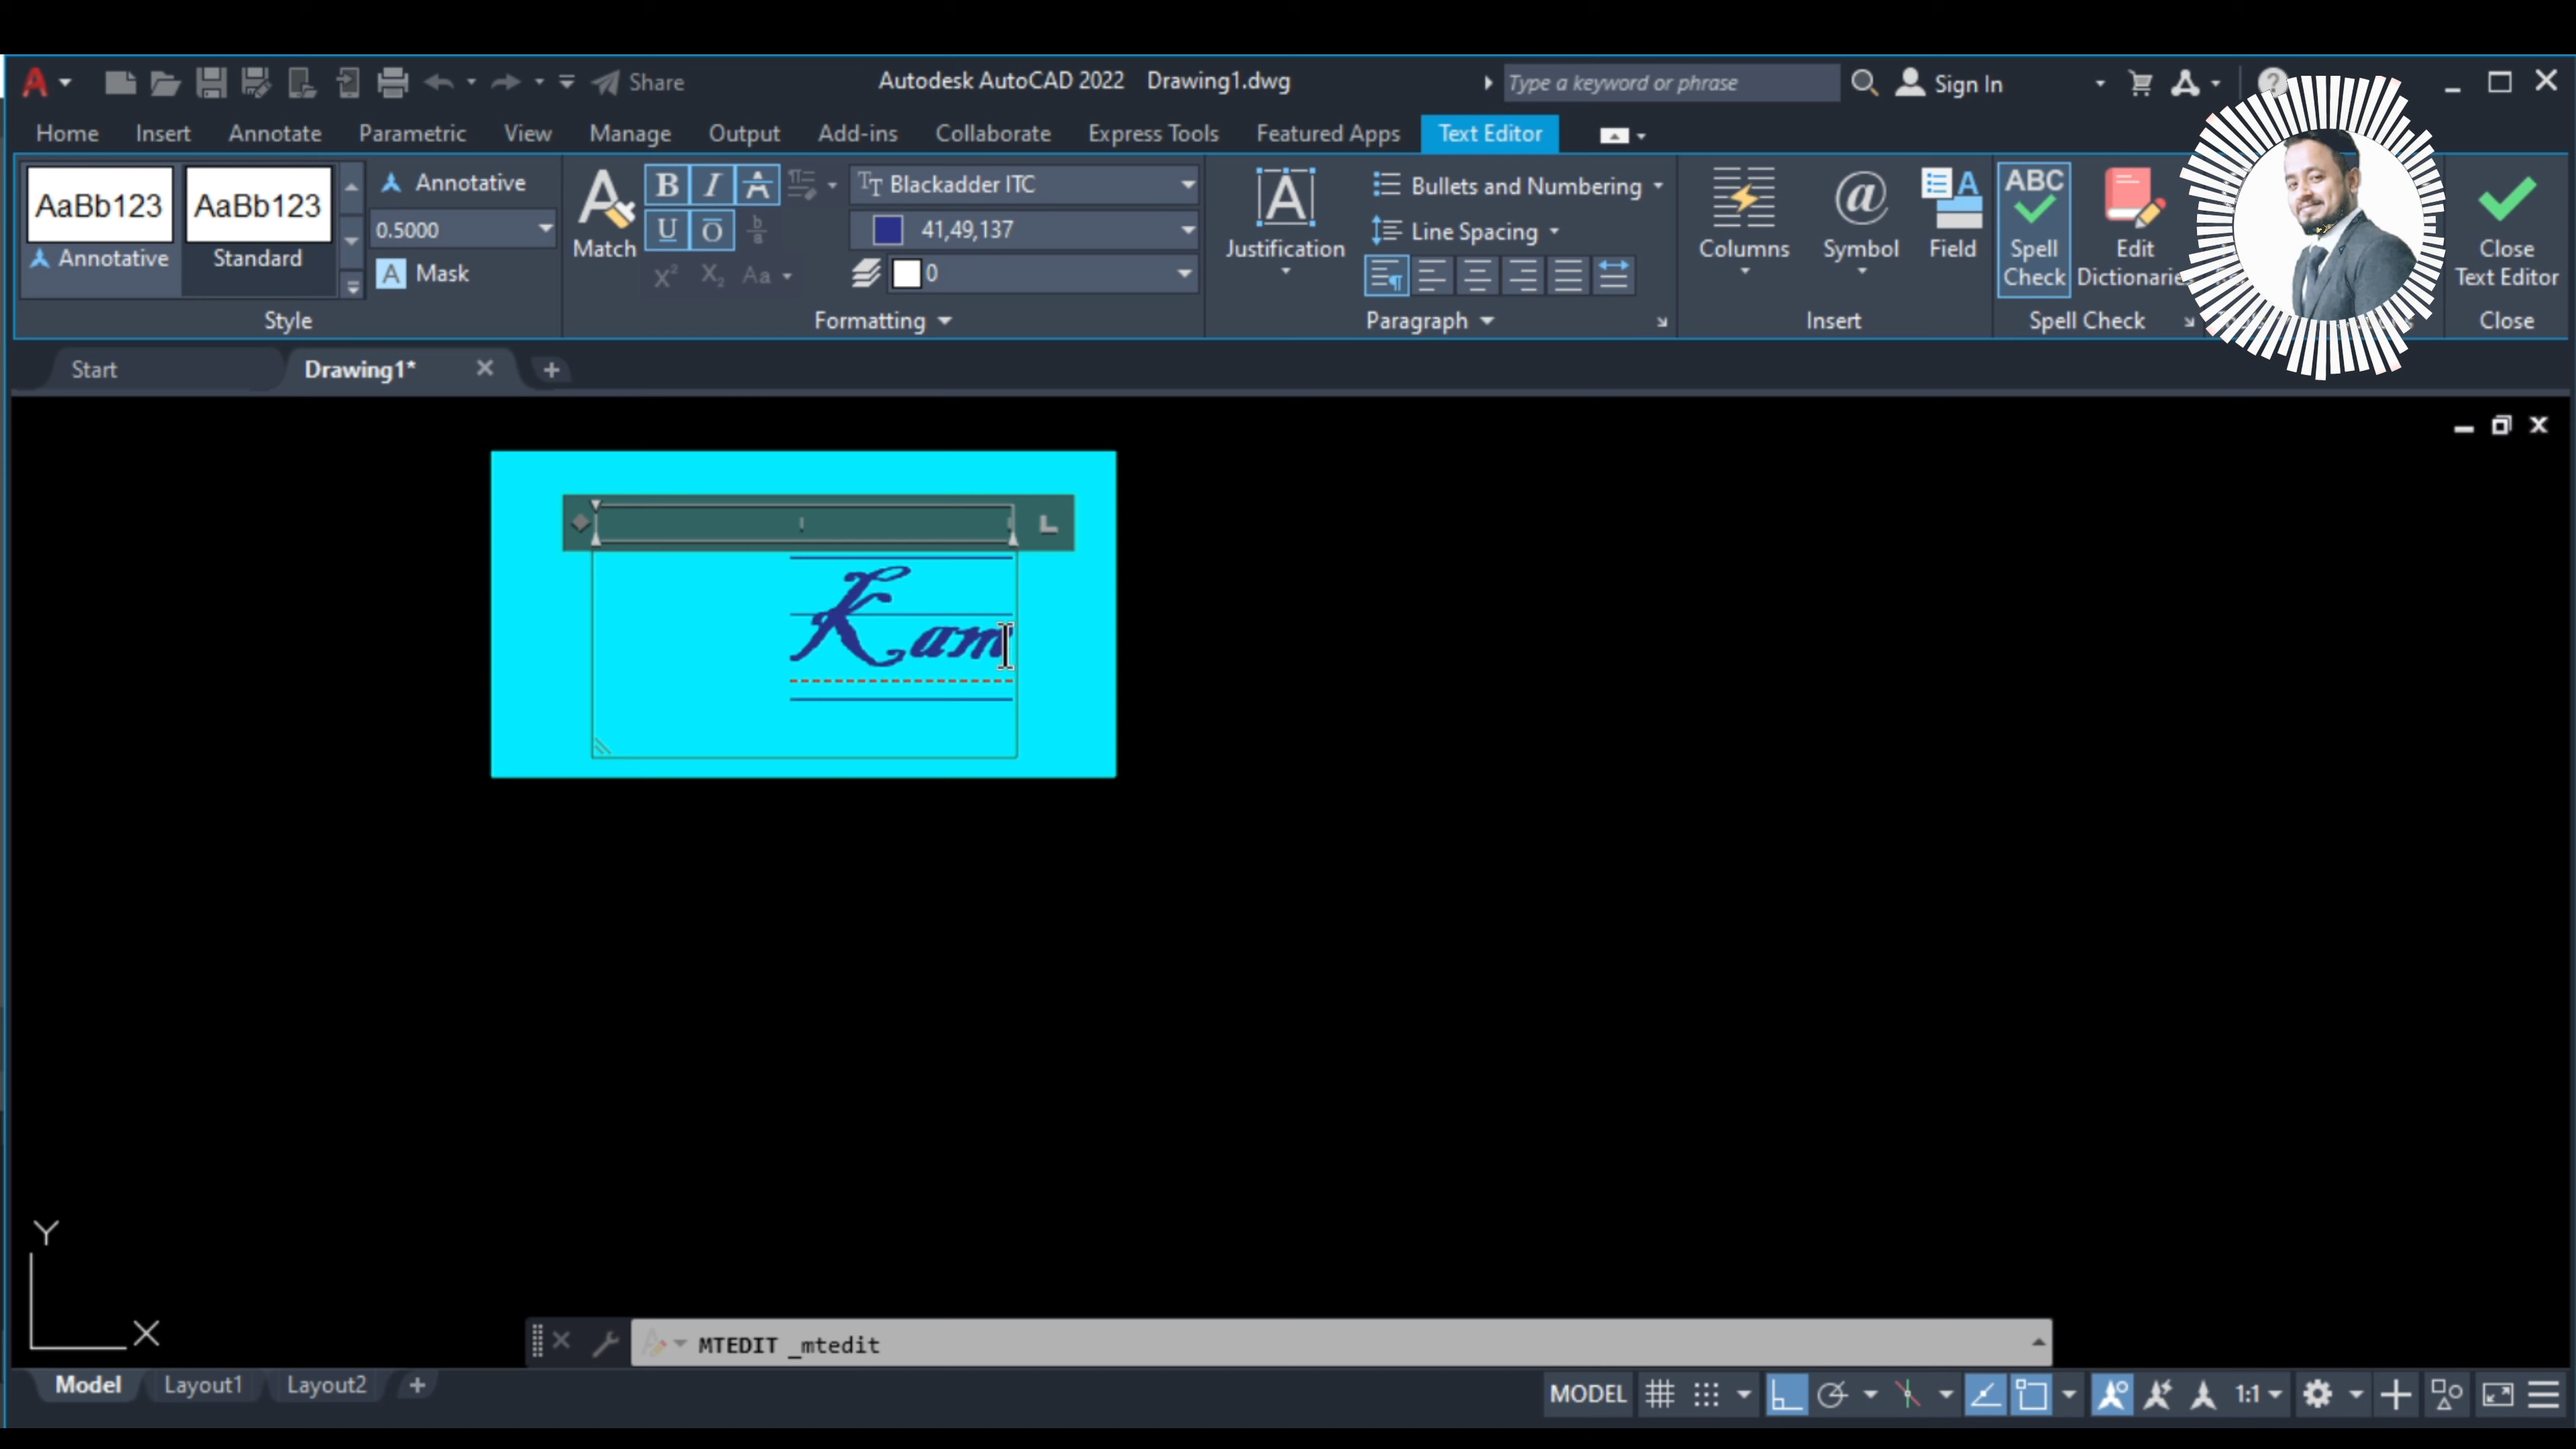 Share Autodesk AutoCAD 2022 Drawing1.dwg Type a keyword or phrase Sign In
Home Insert Annotate Parametric View Manage Output Add-ins Collaborate Express Tools Featured Apps Text Editor
AaBb123 AaBb123 Annotative Match B I A Blackadder ITC Justification Bullets and Numbering Columns Symbol Field ABC Spell Check Edit Close Text Editor
Annotative Standard 0.5000 U O b/a 41,49,137 Line Spacing
Mask X² X₂ Aa 0
Style Formatting Paragraph Insert Spell Check Close
Start Drawing1*
Kam
Y
X
MTEDIT _mtedit
Model Layout1 Layout2 MODEL 1:1